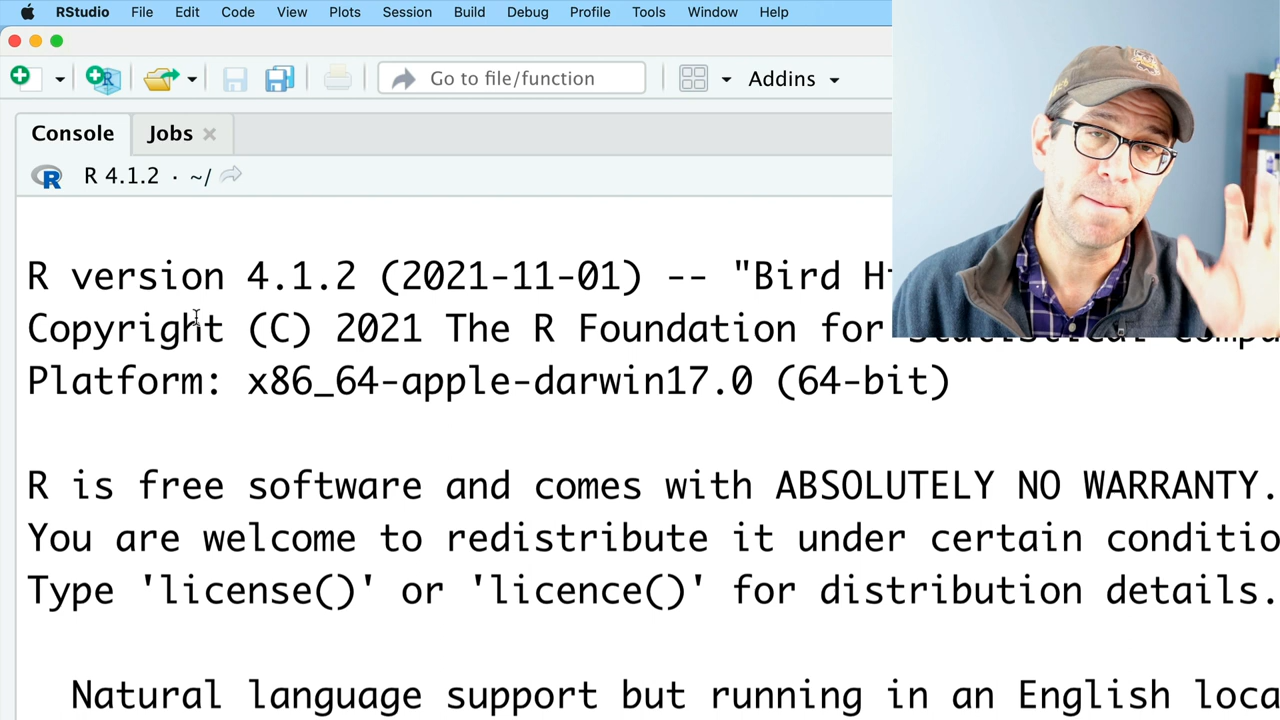 RStudio File Edit Code View Plots Session Build Debug Profile Tools Window Help
Go to file/function Addins
Console Jobs
R 4.1.2 · ~/
R version 4.1.2 (2021-11-01) -- "Bird
Copyright (C) 2021 The R Foundation for
Platform: x86_64-apple-darwin17.0 (64-bit)
R is free software and comes with ABSOLUTELY NO WARRANTY.
You are welcome to redistribute it under certain conditio
Type 'license()' or 'licence()' for distribution details.
Natural language support but running in an English loca